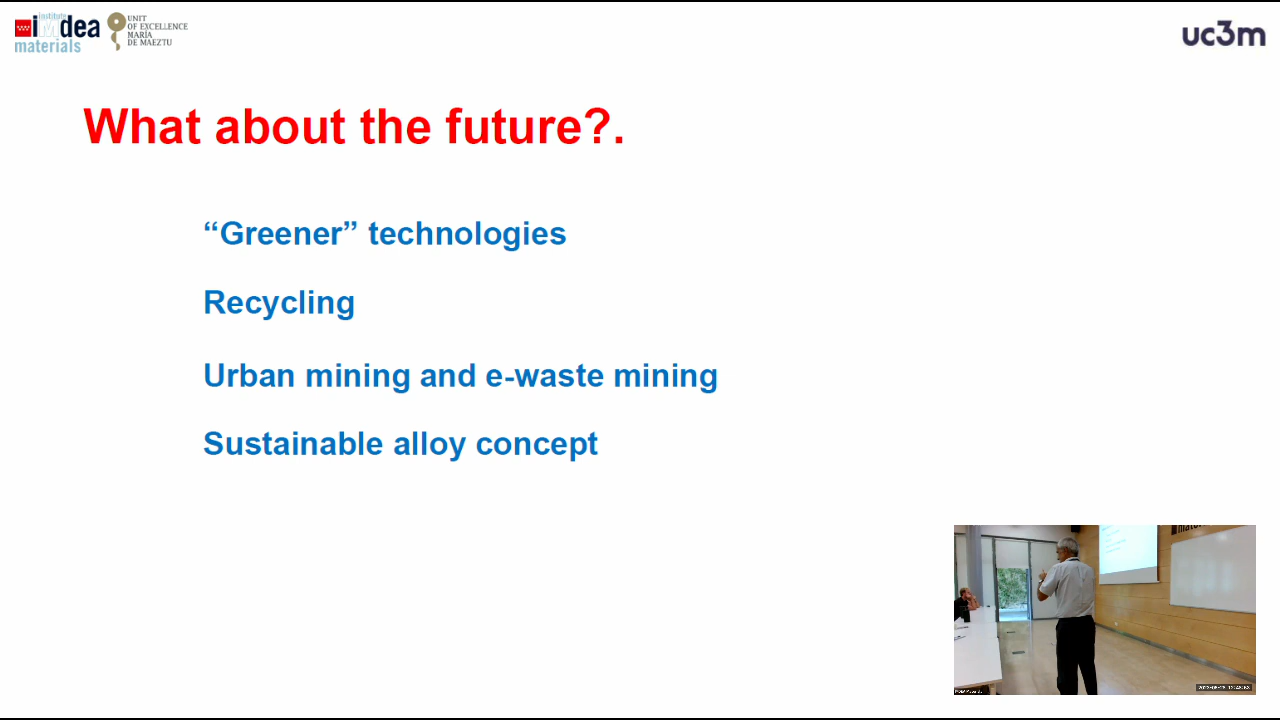 institute
iMdea
materials
UNIT
OF EXCELLENCE
MARÍA
DE MAEZTU
uc3m
What about the future?.
“Greener” technologies
Recycling
Urban mining and e-waste mining
Sustainable alloy concept